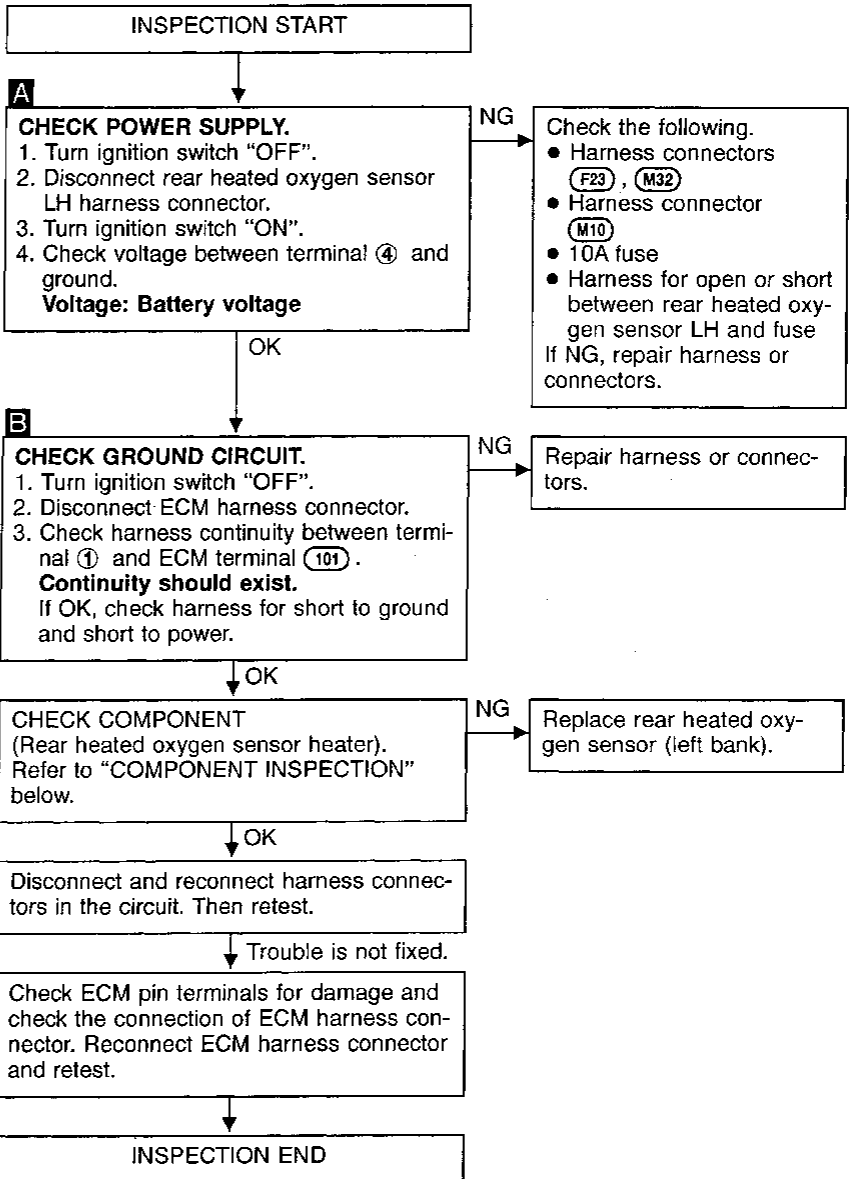 INSPECTION START
A
CHECK POWER SUPPLY.
1. Turn ignition switch “OFF”.
2. Disconnect rear heated oxygen sensor
LH harness connector.
3. Turn ignition switch “ON”.
4. Check voltage between terminal ④ and
ground.
Voltage: Battery voltage
NG
Check the following.
● Harness connectors
(F23), (M32)
● Harness connector
(M10)
● 10A fuse
● Harness for open or short
between rear heated oxy-
gen sensor LH and fuse
If NG, repair harness or
connectors.
OK
B
CHECK GROUND CIRCUIT.
1. Turn ignition switch “OFF”.
2. Disconnect ECM harness connector.
3. Check harness continuity between termi-
nal ① and ECM terminal (101).
Continuity should exist.
If OK, check harness for short to ground
and short to power.
NG
Repair harness or connec-
tors.
OK
CHECK COMPONENT
(Rear heated oxygen sensor heater).
Refer to “COMPONENT INSPECTION”
below.
NG
Replace rear heated oxy-
gen sensor (left bank).
OK
Disconnect and reconnect harness connec-
tors in the circuit. Then retest.
Trouble is not fixed.
Check ECM pin terminals for damage and
check the connection of ECM harness con-
nector. Reconnect ECM harness connector
and retest.
INSPECTION END